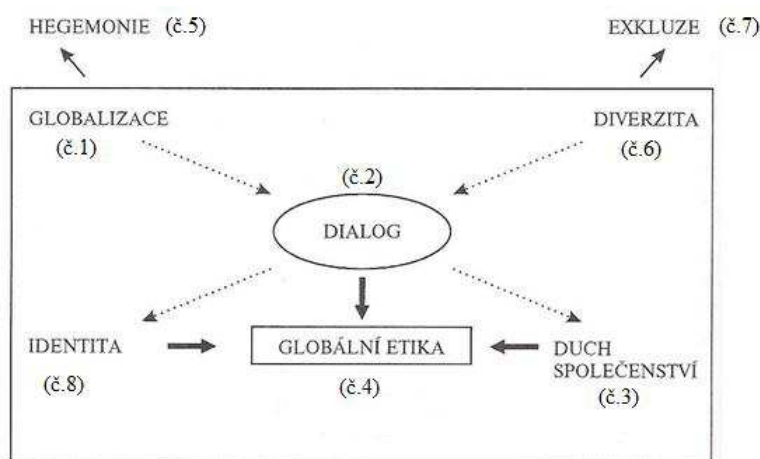 HEGEMONIE (č.5)
EXKLUZE (č.7)
GLOBALIZACE
(č.1)
DIVERZITA
(č.6)
(č.2)
DIALOG
IDENTITA
(č.8)
GLOBÁLNÍ ETIKA
(č.4)
DUCH
SPOLEČENSTVÍ
(č.3)